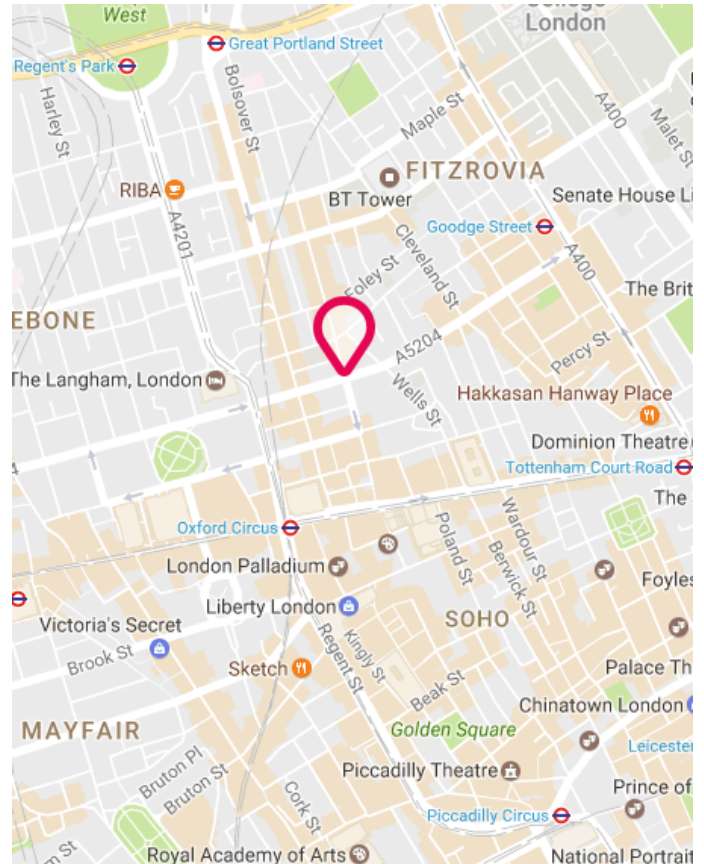 West
College
London
Great Portland Street
Regent's Park
Harley St
Bolsover St
A400
Malet St
Maple St
FITZROVIA
RIBA
BT Tower
Senate House Li
A4201
Goodge Street
Cleveland St
A400
Foley St
The Brit
EBONE
A5204
Percy St
The Langham, London
Wells St
Hakkasan Hanway Place
Dominion Theatre
4
Tottenham Court Road
The
Oxford Circus
Poland St
Wardour St
Berwick St
London Palladium
Foyles
Liberty London
SOHO
Victoria's Secret
Regent St
Kingly St
Brook St
Sketch
Palace Th
Beak St
Chinatown London
MAYFAIR
Golden Square
Leicester
Bruton Pl
Bruton St
Piccadilly Theatre
Prince of
Cork St
Piccadilly Circus
m St
Royal Academy of Arts
National Portrait